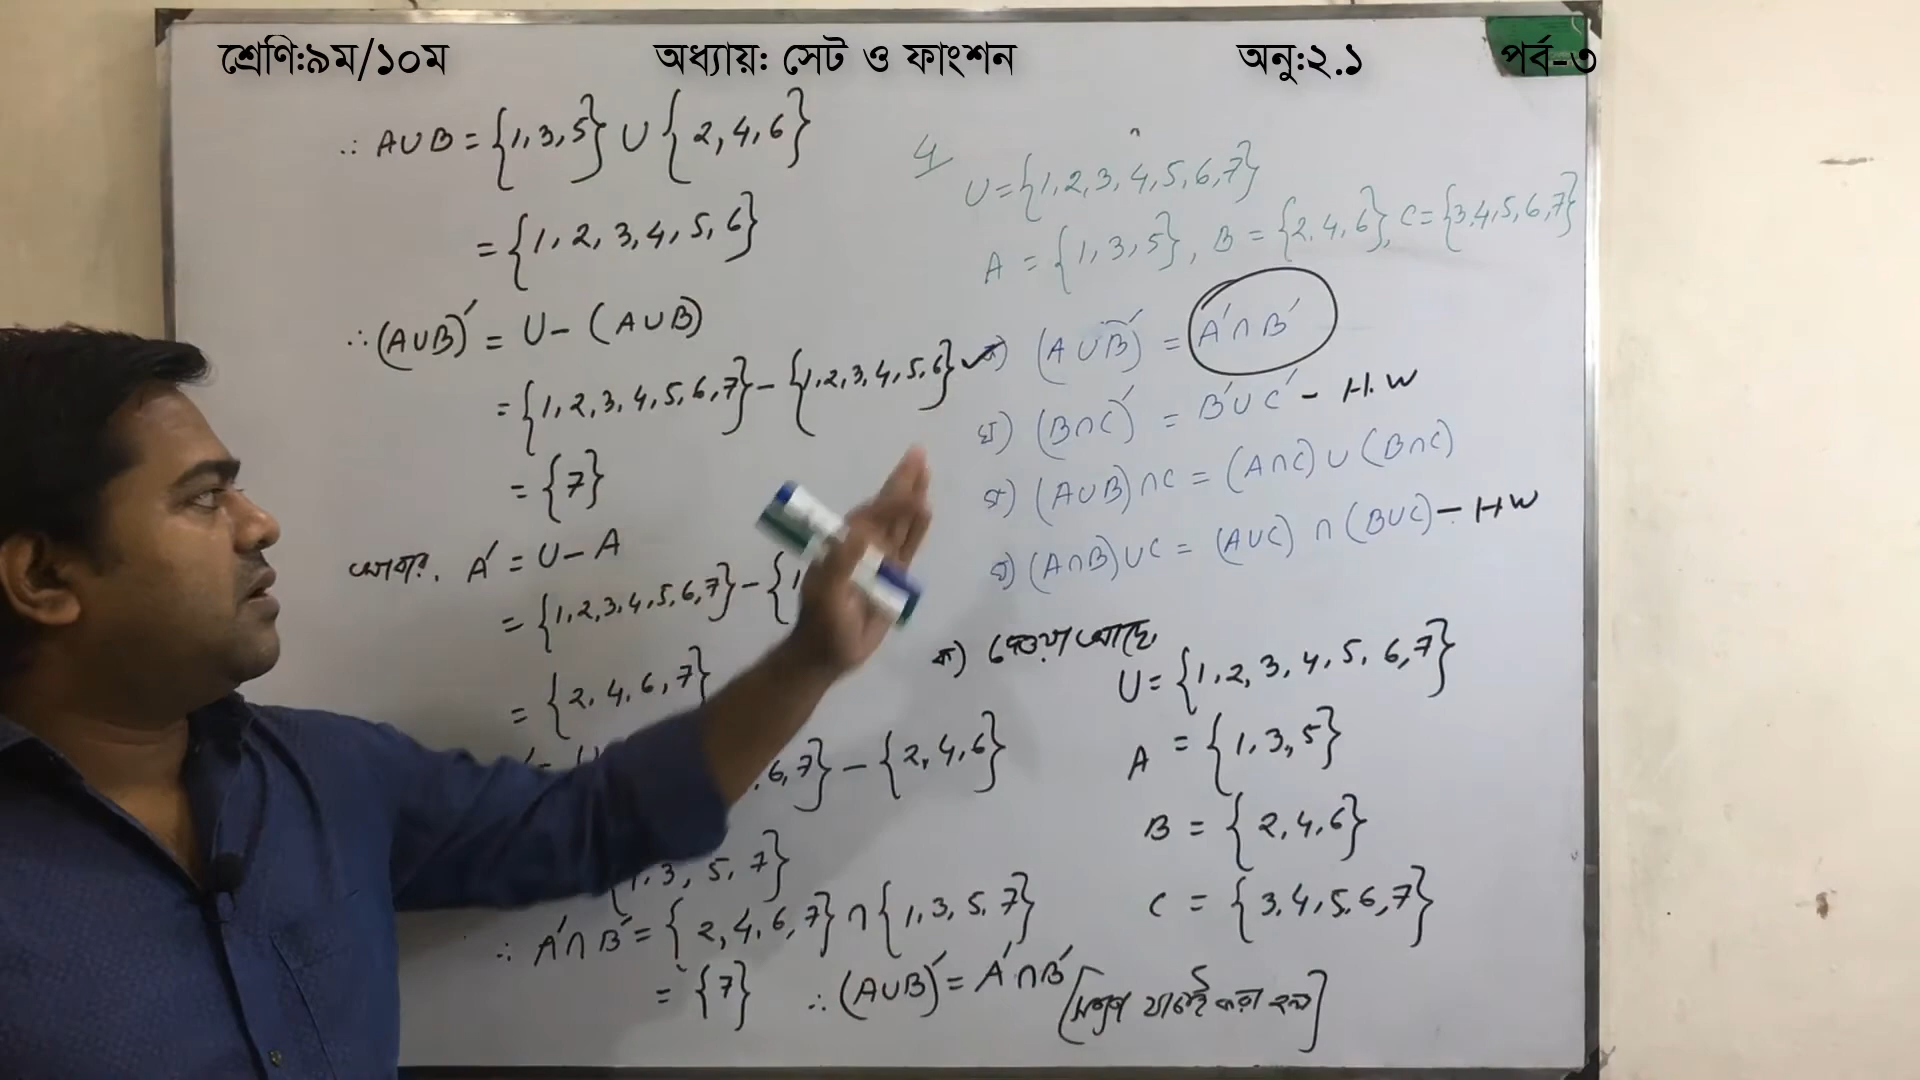 শ্রেণি:৯ম/১০ম অধ্যায়: সেট ও ফাংশন অনু:২.১ পর্ব-৩
∴ A∪B = {1,3,5} ∪ {2,4,6}
= {1,2,3,4,5,6}
∴ (A∪B)′ = U - (A∪B)
= {1,2,3,4,5,6,7} - {1,2,3,4,5,6}
= {7}
আবার, A′ = U - A
= {1,2,3,4,5,6,7} - {1
= {2,4,6,7}
6,7} - {2,4,6}
{1,3,5,7}
∴ A′∩B′ = {2,4,6,7} ∩ {1,3,5,7}
= {7} ∴ (A∪B)′ = A′∩B′ [সত্যতা যাচাই করা হল]
4
U = {1,2,3,4,5,6,7}
A = {1,3,5}, B = {2,4,6}, C = {3,4,5,6,7}
✓ক) (A∪B)′ = A′∩B′
খ) (B∩C)′ = B′∪C′ - H.W
গ) (A∪B)∩C = (A∩C)∪(B∩C)
ঘ) (A∩B)∪C = (A∪C)∩(B∪C) - HW
ক) দেওয়া আছে
U = {1,2,3,4,5,6,7}
A = {1,3,5}
B = {2,4,6}
C = {3,4,5,6,7}